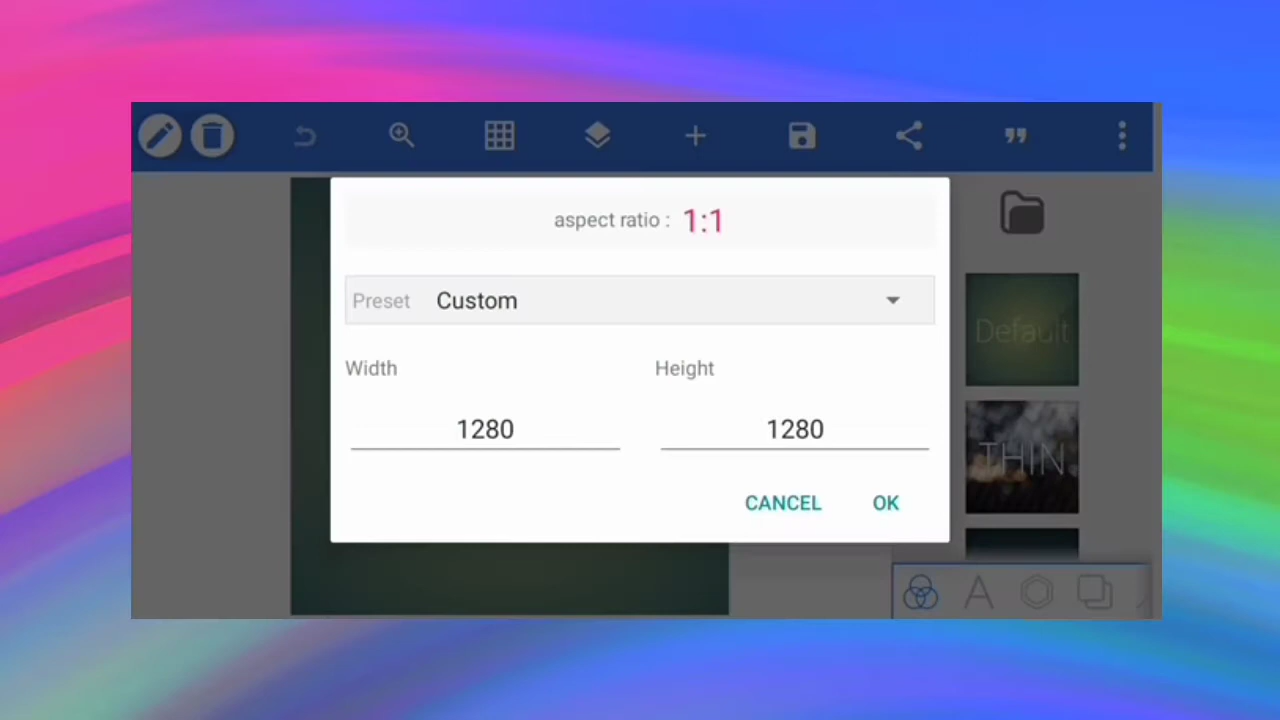 aspect ratio : 1:1
Preset Custom
Width Height
1280 1280
CANCEL OK
Default
THIN